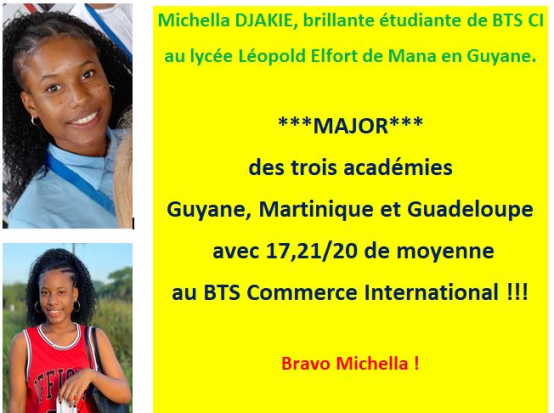 Michella DJAKIE, brillante étudiante de BTS CI
au lycée Léopold Elfort de Mana en Guyane.
***MAJOR***
des trois académies
Guyane, Martinique et Guadeloupe
avec 17,21/20 de moyenne
au BTS Commerce International !!!
Bravo Michella !